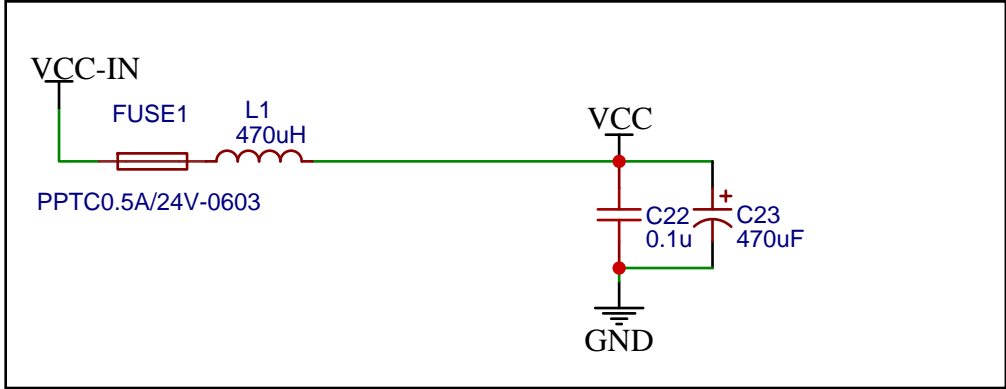 VCC-IN
FUSE1
L1
470uH
PPTC0.5A/24V-0603
VCC
+
C22
0.1u
C23
470uF
GND